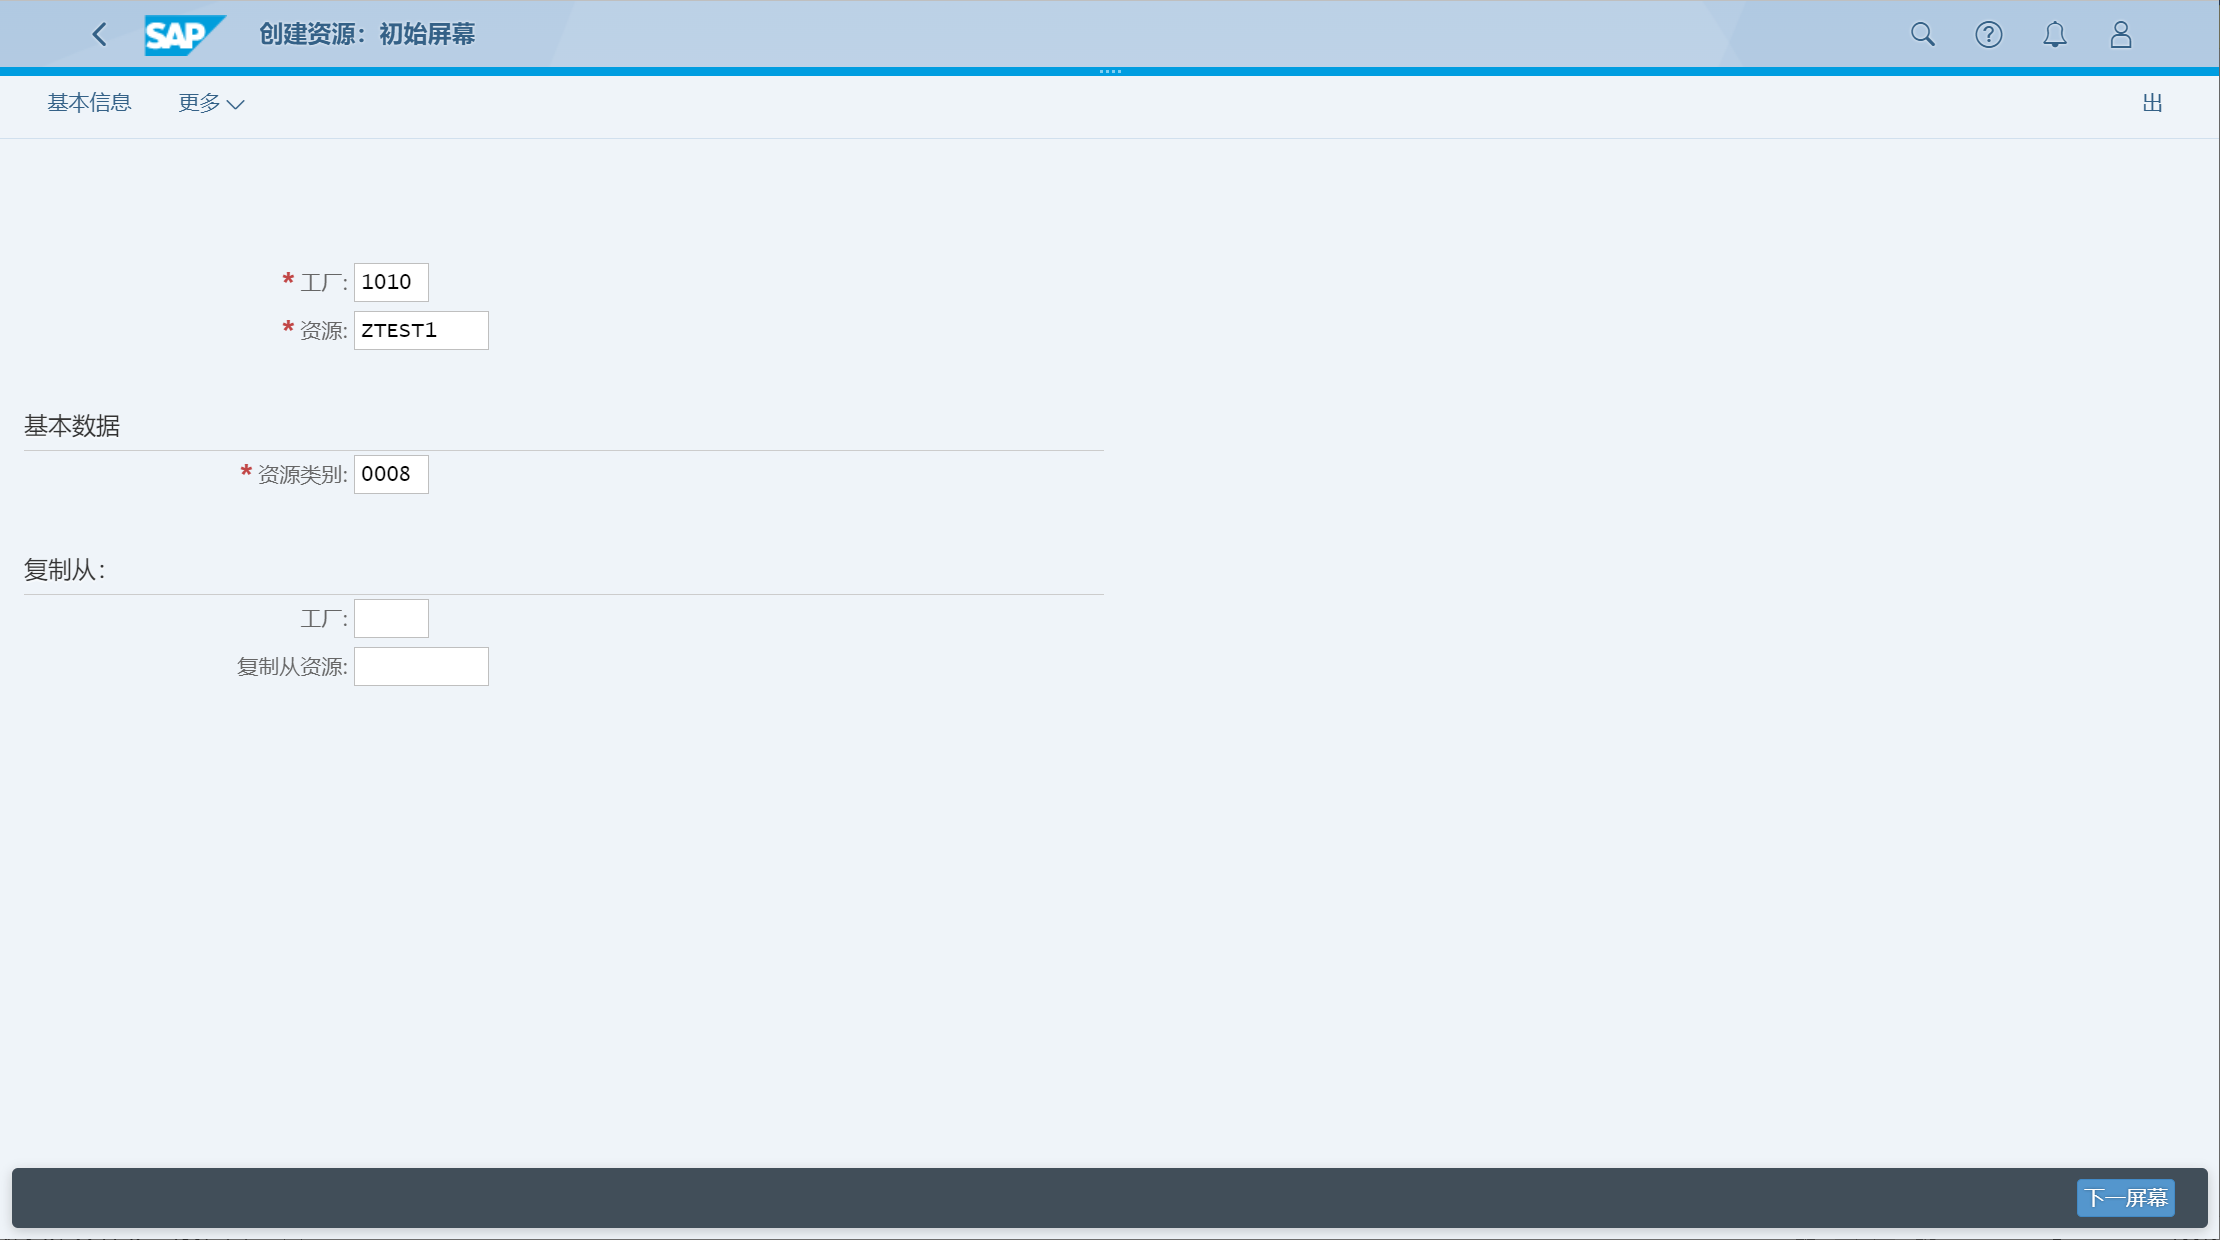 SAP 创建资源：初始屏幕
基本信息 更多 出
* 工厂: 1010
* 资源: ZTEST1
基本数据
* 资源类别: 0008
复制从：
工厂:
复制从资源:
下一屏幕